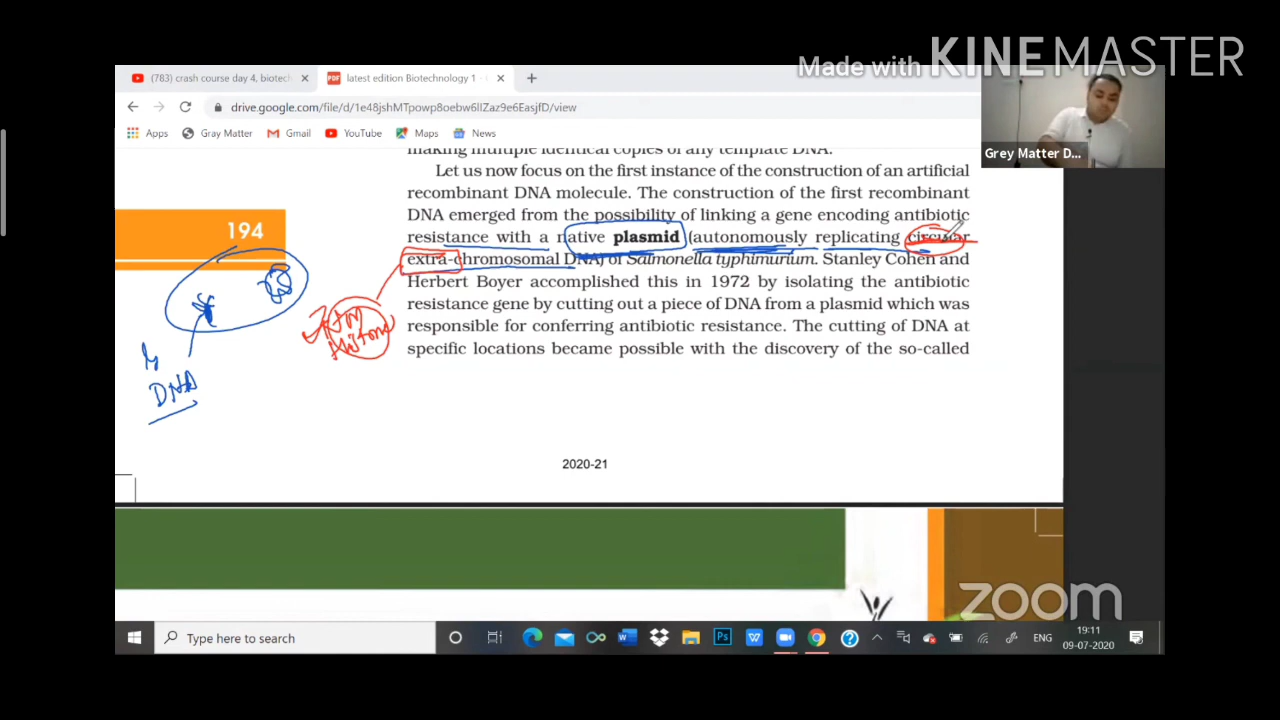 Made with KINEMASTER
(783) crash course day 4, biotech
latest edition Biotechnology 1 -
drive.google.com/file/d/1e48jshMTpowp8oebw6lIZaz9e6EasjfD/view
Apps Gray Matter Gmail YouTube Maps News
Grey Matter D...
making multiple identical copies of any template DNA.
Let us now focus on the first instance of the construction of an artificial
recombinant DNA molecule. The construction of the first recombinant
DNA emerged from the possibility of linking a gene encoding antibiotic
resistance with a native plasmid (autonomously replicating circular
extra-chromosomal DNA) of Salmonella typhimurium. Stanley Cohen and
Herbert Boyer accomplished this in 1972 by isolating the antibiotic
resistance gene by cutting out a piece of DNA from a plasmid which was
responsible for conferring antibiotic resistance. The cutting of DNA at
specific locations became possible with the discovery of the so-called
194
DNA
2020-21
zoom
Type here to search
ENG
19:11
09-07-2020